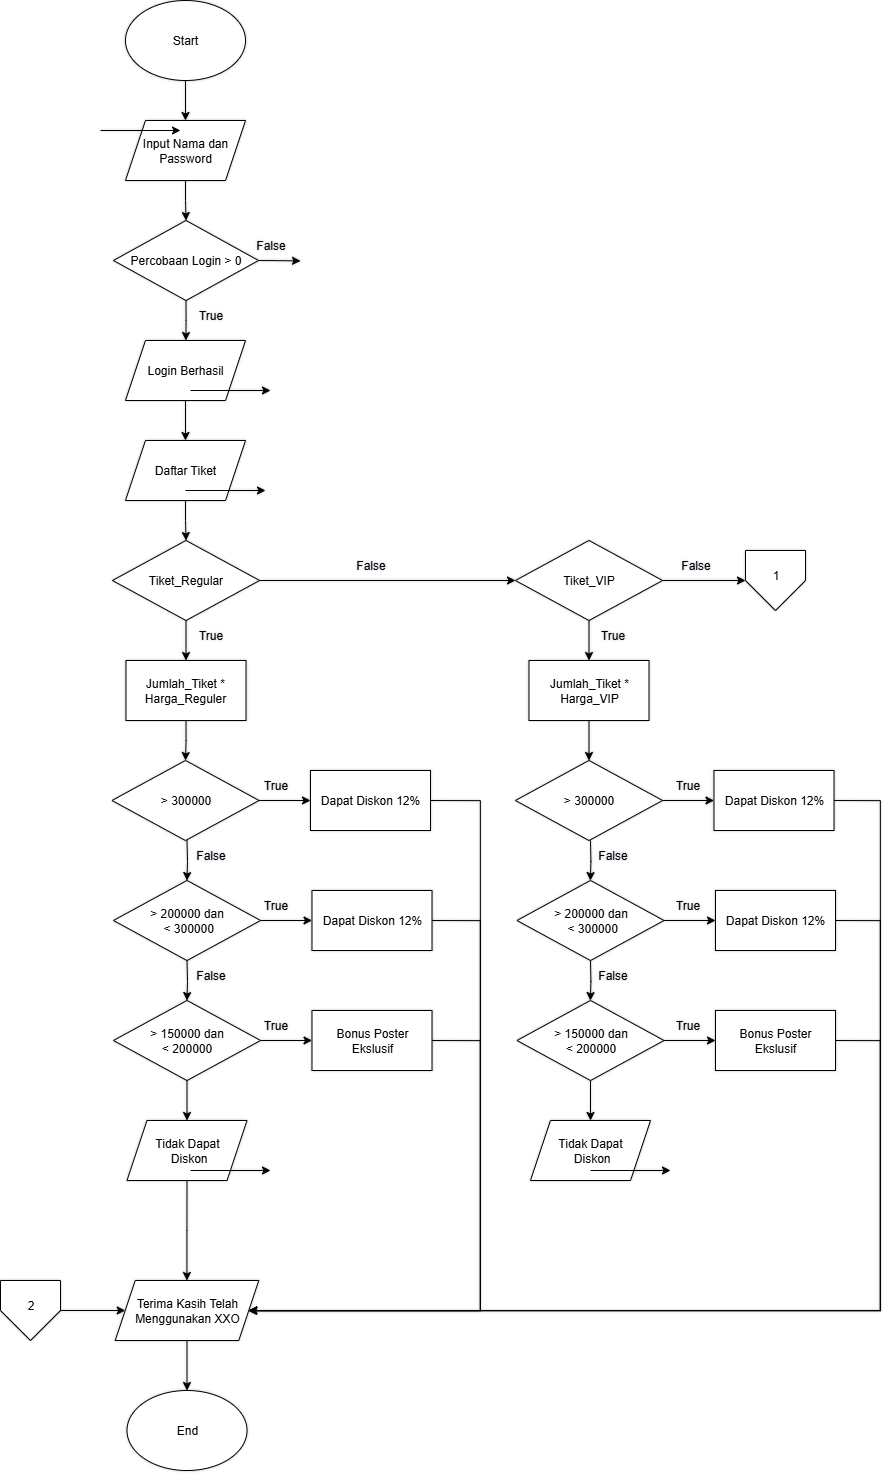 Start
Input Nama dan
Password
Percobaan Login > 0
False
True
Login Berhasil
Daftar Tiket
Tiket_Regular
False
Tiket_VIP
False
1
True
True
Jumlah_Tiket *
Harga_Reguler
Jumlah_Tiket *
Harga_VIP
> 300000
True
Dapat Diskon 12%
> 300000
True
Dapat Diskon 12%
False
False
> 200000 dan
< 300000
True
Dapat Diskon 12%
> 200000 dan
< 300000
True
Dapat Diskon 12%
False
False
> 150000 dan
< 200000
True
Bonus Poster
Ekslusif
> 150000 dan
< 200000
True
Bonus Poster
Ekslusif
Tidak Dapat
Diskon
Tidak Dapat
Diskon
2
Terima Kasih Telah
Menggunakan XXO
End